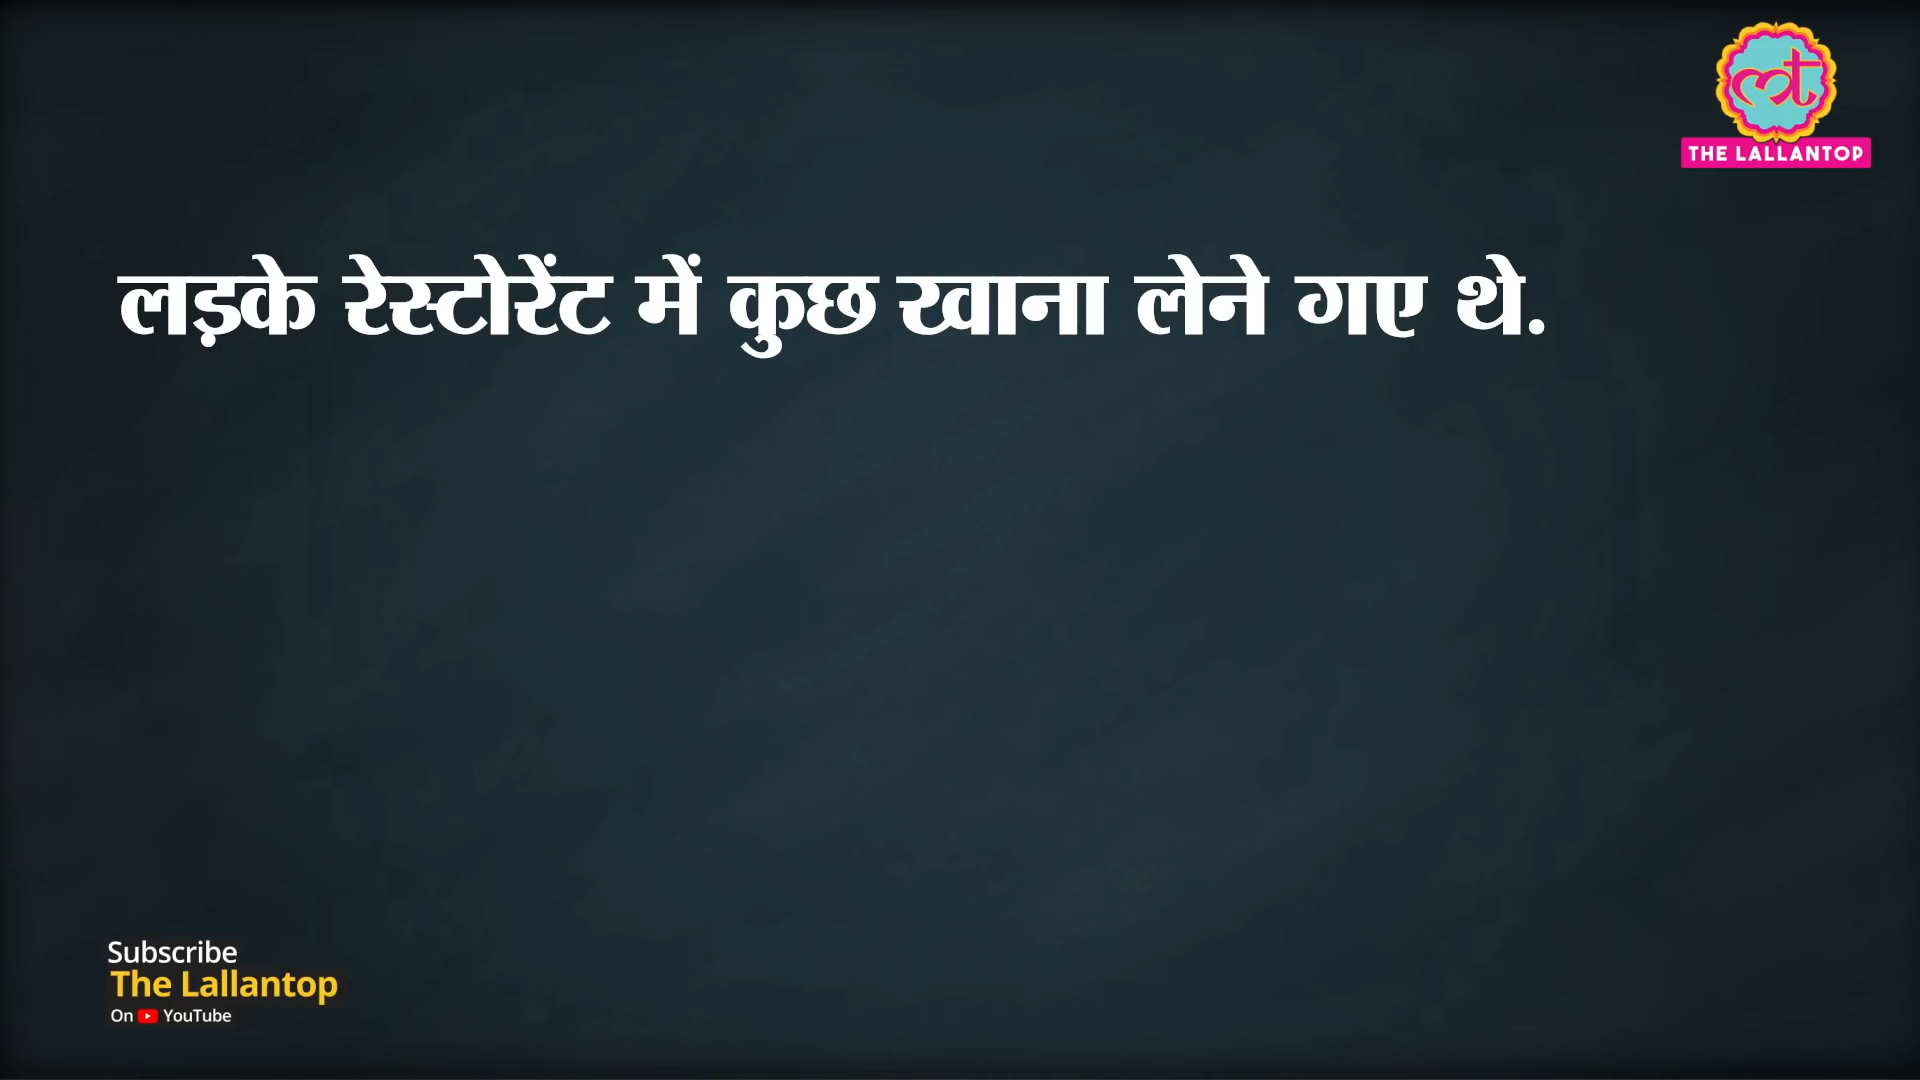 THE LALLANTOP
लड़के रेस्टोरेंट में कुछ खाना लेने गए थे.
Subscribe
The Lallantop
On YouTube